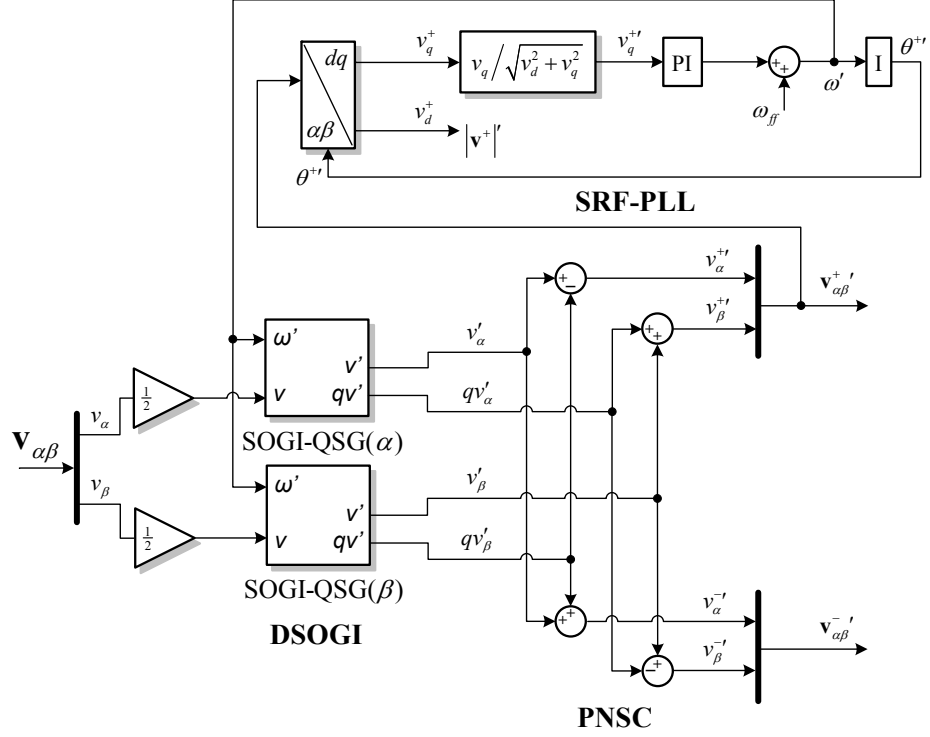 dq
αβ
v_q^+
v_d^+
|v^+|'
θ^{+'}
v_q / √(v_d^2 + v_q^2)
v_q^{+'}
PI
+ +
ω_ff
ω'
I
θ^{+'}
SRF-PLL
+ −
v_α^{+'}
v_αβ^{+'}
+ +
v_β^{+'}
ω'
v
v'
qv'
v'_α
qv'_α
SOGI-QSG(α)
v_αβ
v_α
1/2
v_β
1/2
ω'
v
v'
qv'
v'_β
qv'_β
SOGI-QSG(β)
DSOGI
+ +
v_α^{-'}
v_αβ^{-'}
− +
v_β^{-'}
PNSC